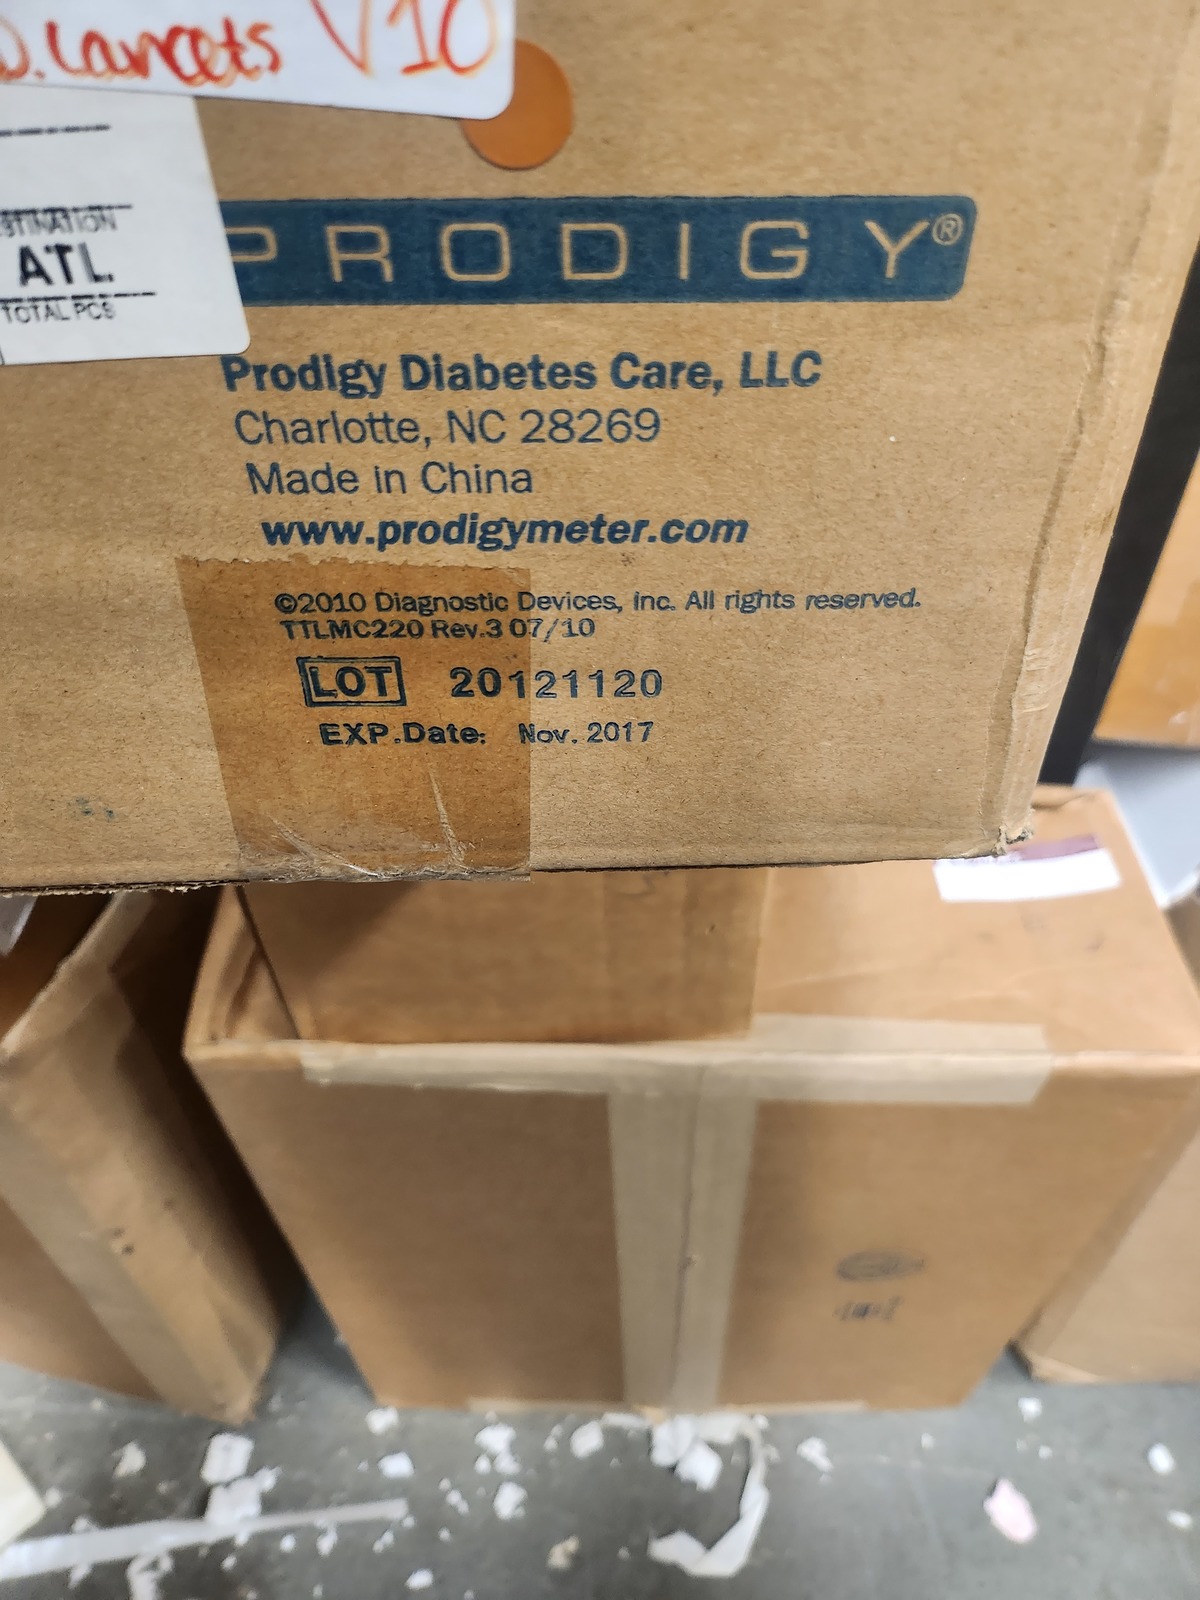 D. Lancets V10
STINATION
ATL.
TOTAL PCS
PRODIGY®
Prodigy Diabetes Care, LLC
Charlotte, NC 28269
Made in China
www.prodigymeter.com
©2010 Diagnostic Devices, Inc. All rights reserved.
TTLMC220 Rev.3 07/10
LOT 20121120
EXP.Date: Nov. 2017